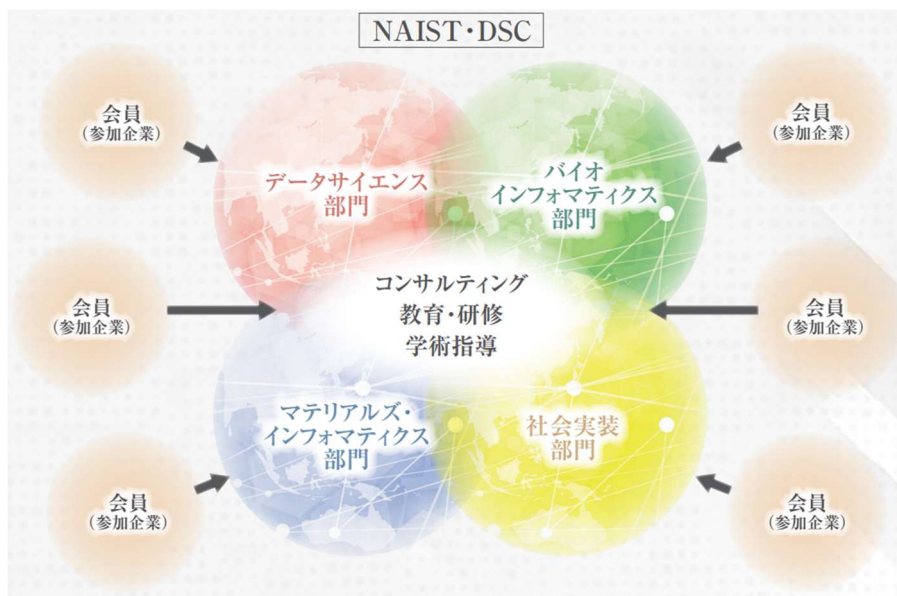 NAIST・DSC
会員
(参加企業)
会員
(参加企業)
データサイエンス
部門
バイオ
インフォマティクス
部門
会員
(参加企業)
コンサルティング
教育・研修
学術指導
会員
(参加企業)
マテリアルズ・
インフォマティクス
部門
社会実装
部門
会員
(参加企業)
会員
(参加企業)